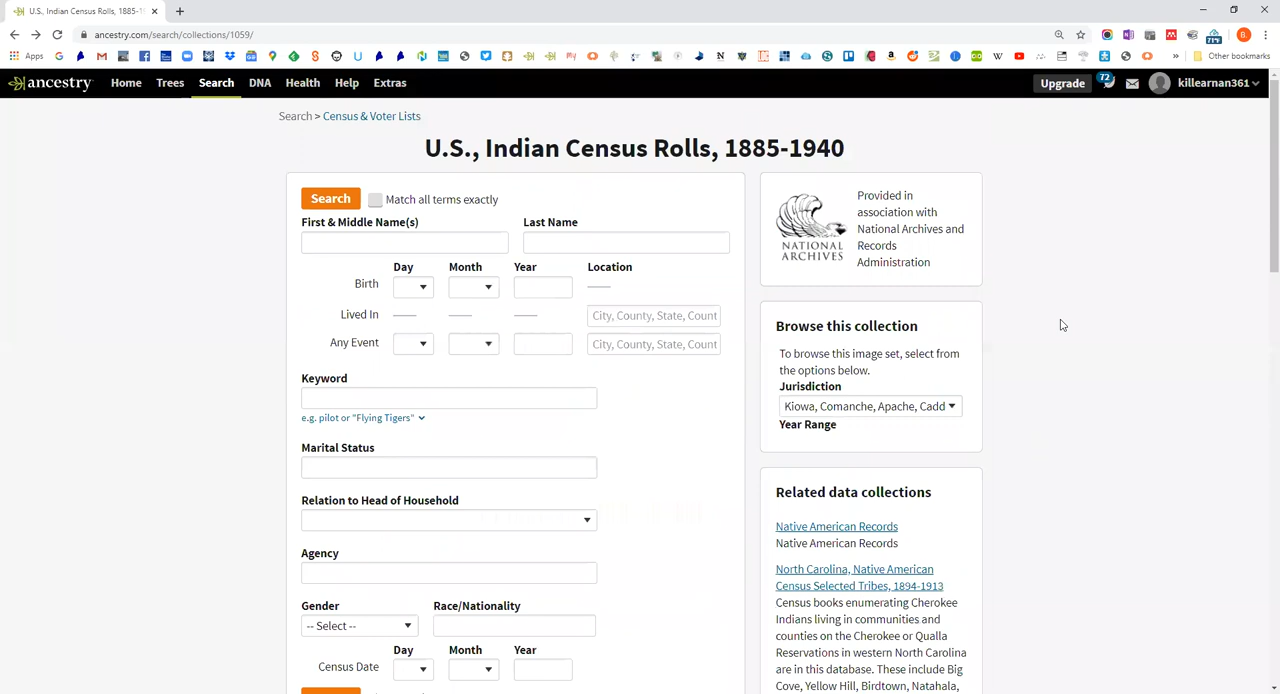 U.S., Indian Census Rolls, 1885-1
ancestry.com/search/collections/1059/
Apps
Other bookmarks
ancestry
Home
Trees
Search
DNA
Health
Help
Extras
Upgrade
72
killearnan361
Search > Census & Voter Lists
U.S., Indian Census Rolls, 1885-1940
Search
Match all terms exactly
First & Middle Name(s)
Last Name
Day
Month
Year
Location
Birth
Lived In
City, County, State, Count
Any Event
City, County, State, Count
Keyword
e.g. pilot or "Flying Tigers"
Marital Status
Relation to Head of Household
Agency
Gender
Race/Nationality
-- Select --
Day
Month
Year
Census Date
NATIONAL
ARCHIVES
Provided in
association with
National Archives and
Records
Administration
Browse this collection
To browse this image set, select from
the options below.
Jurisdiction
Kiowa, Comanche, Apache, Cadd
Year Range
Related data collections
Native American Records
Native American Records
North Carolina, Native American
Census Selected Tribes, 1894-1913
Census books enumerating Cherokee
Indians living in communities and
counties on the Cherokee or Qualla
Reservations in western North Carolina
are in this database. These include Big
Cove, Yellow Hill, Birdtown, Natahala,